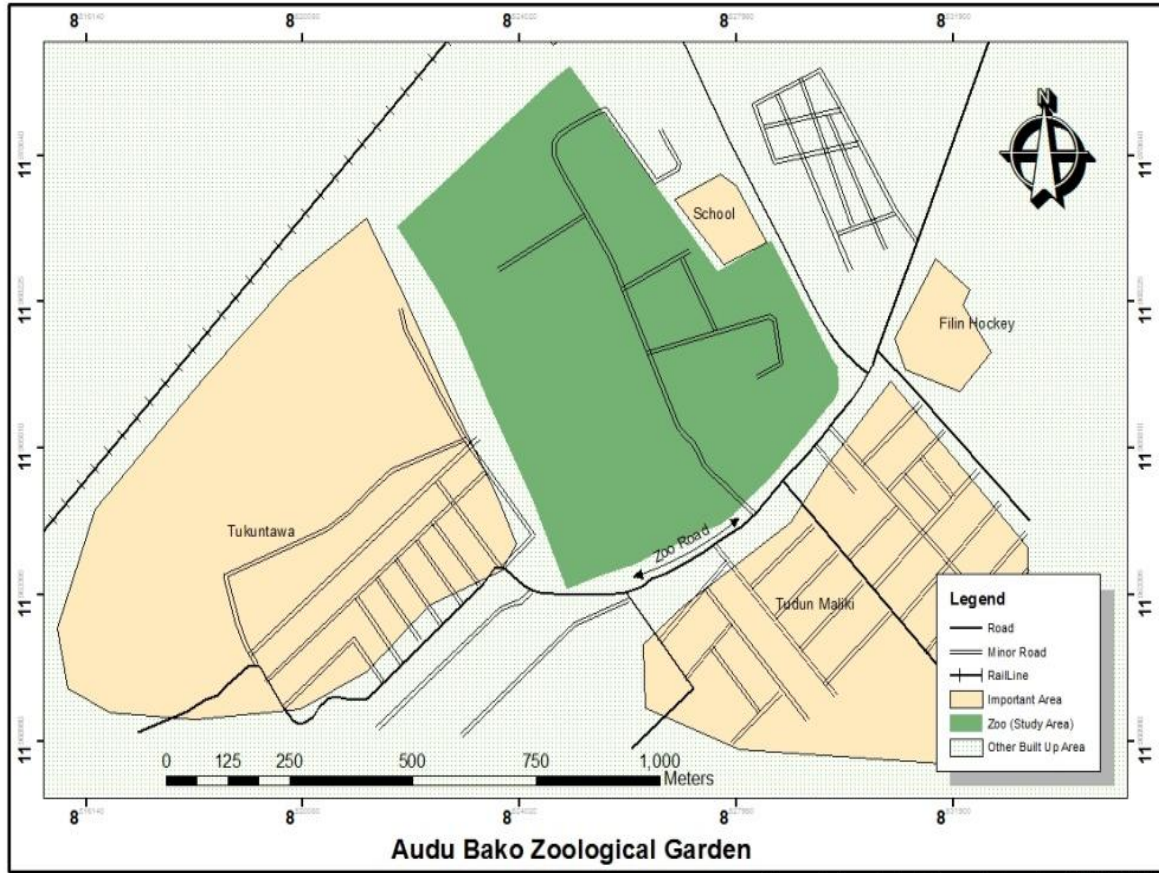 8 8 8 8 8
N
11 11
School
11 11
Filin Hockey
11 11
Tukuntawa
Zoo Road
11 11
Tudun Maliki
Legend
Road
Minor Road
RailLine
Important Area
Zoo (Study Area)
Other Built Up Area
11 11
0 125 250 500 750 1,000
Meters
8 8 8 8 8
Audu Bako Zoological Garden